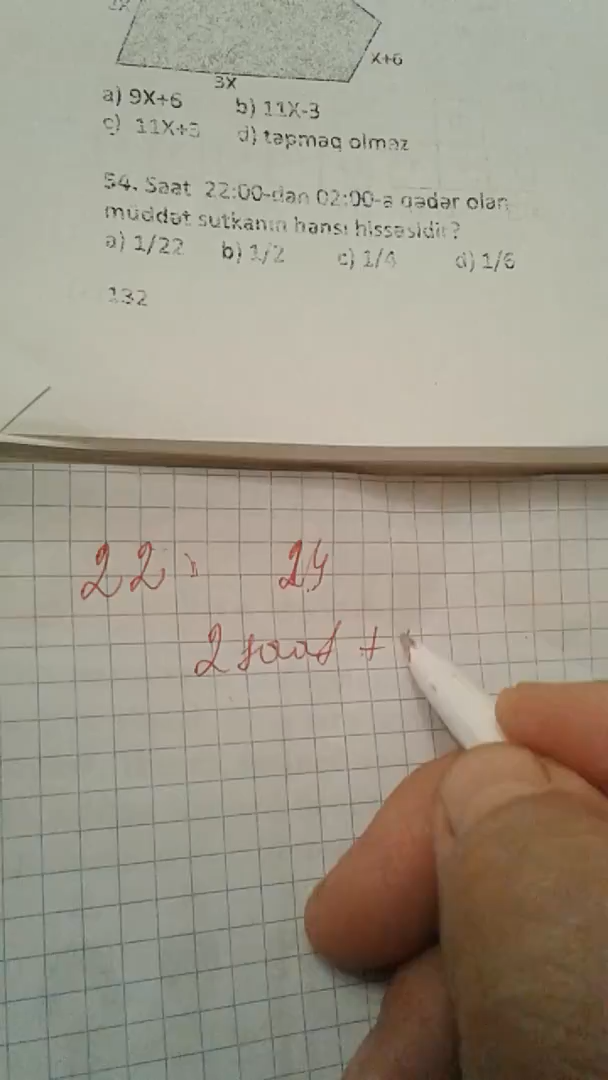 x+6
3X
a) 9X+6 b) 11X-3
c) 11X+5 d) tapmaq olmaz
54. Saat 22:00-dan 02:00-a qədər olan
müddət sutkanın hansı hissəsidir?
a) 1/22 b) 1/2 c) 1/4 d) 1/6
132
22 24
2 saat +